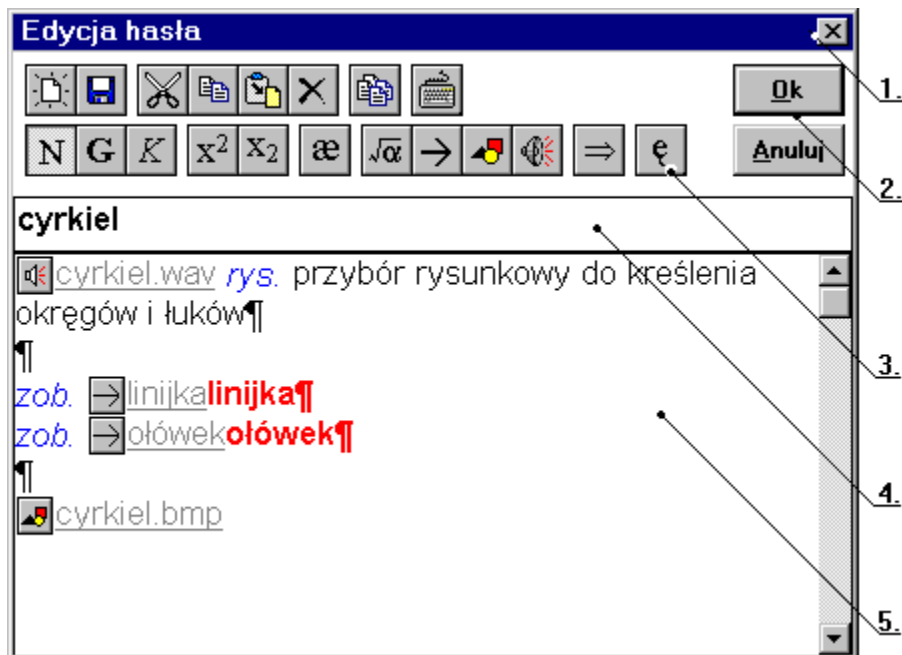 Edycja hasła
1.
Ok
N G K x² x₂ æ √α → ⇒ ę Anuluj
2.
cyrkiel
cyrkiel.wav rys. przybór rysunkowy do kreślenia
okręgów i łuków¶
¶
3.
zob. →linijkalinijka¶
zob. →ołówekołówek¶
¶
4.
cyrkiel.bmp
5.